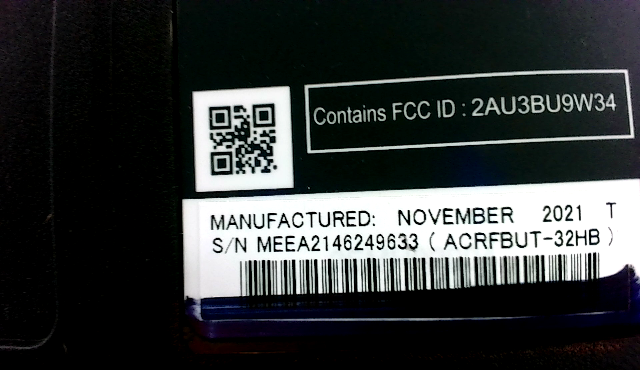 Contains FCC ID : 2AU3BU9W34
MANUFACTURED: NOVEMBER 2021 T
S/N MEEA2146249633 ( ACRFBUT-32HB )